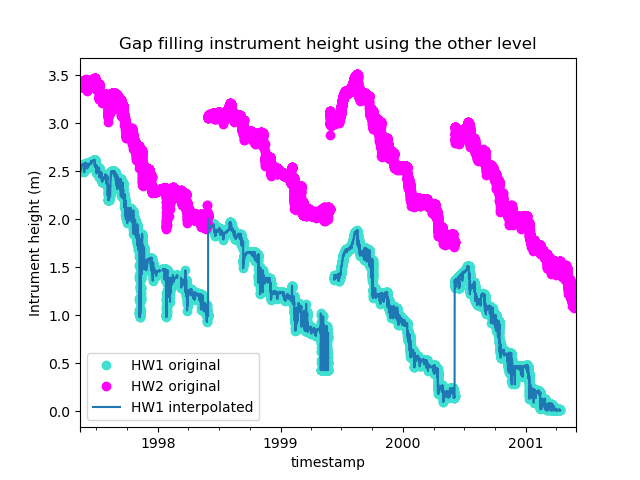 Gap filling instrument height using the other level
Intrument height (m)
3.5
3.0
2.5
2.0
1.5
1.0
0.5
0.0
HW1 original
HW2 original
HW1 interpolated
1998
1999
2000
2001
timestamp